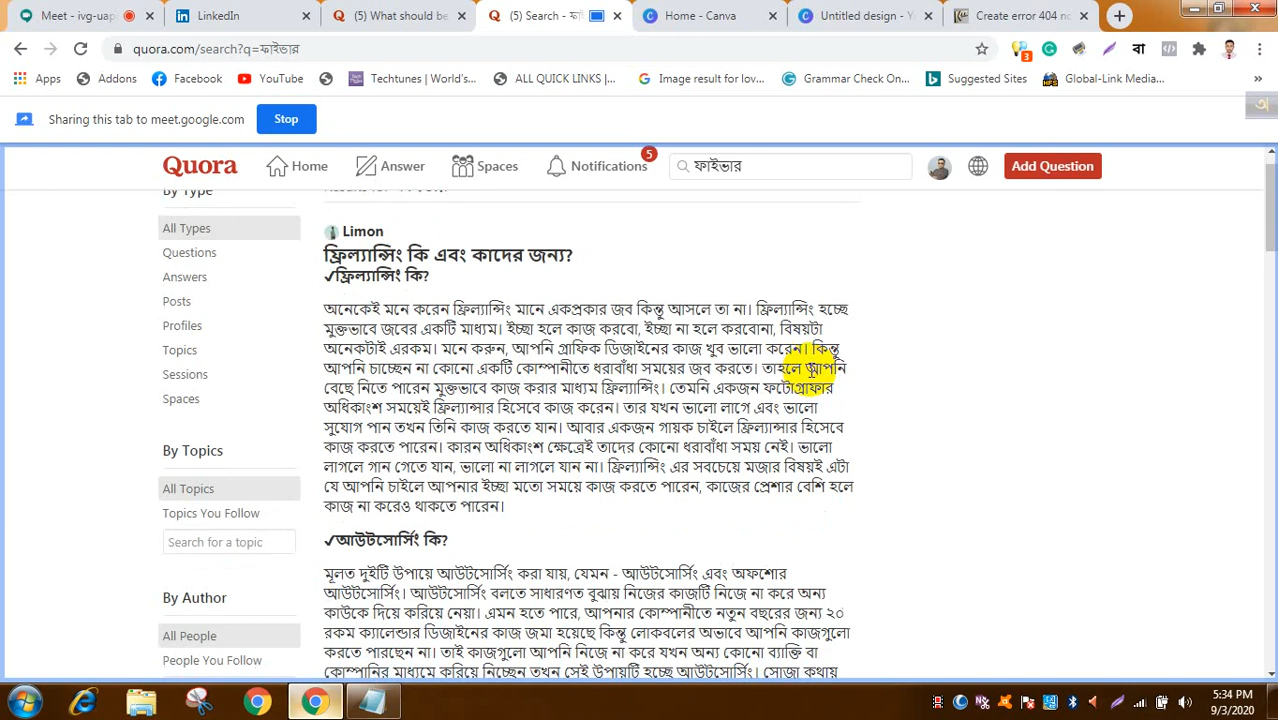 Meet - ivg-uap
LinkedIn
(5) What should be
(5) Search - ফাই
Home - Canva
Untitled design - Y
Create error 404 no
quora.com/search?q=ফাইভার
3
বা
Apps
Addons
Facebook
YouTube
Techtunes | World's...
ALL QUICK LINKS |...
Image result for lov...
Grammar Check On...
Suggested Sites
Global-Link Media...
Sharing this tab to meet.google.com
Stop
অ
Quora
Home
Answer
Spaces
Notifications
5
ফাইভার
Add Question
By Type
All Types
Questions
Answers
Posts
Profiles
Topics
Sessions
Spaces
By Topics
All Topics
Topics You Follow
Search for a topic
By Author
All People
People You Follow
Limon
ফ্রিল্যান্সিং কি এবং কাদের জন্য?
✓ফ্রিল্যান্সিং কি?
অনেকেই মনে করেন ফ্রিল্যান্সিং মানে একপ্রকার জব কিন্তু আসলে তা না। ফ্রিল্যান্সিং হচ্ছে
মুক্তভাবে জবের একটি মাধ্যম। ইচ্ছা হলে কাজ করবো, ইচ্ছা না হলে করবোনা, বিষয়টা
অনেকটাই এরকম। মনে করুন, আপনি গ্রাফিক ডিজাইনের কাজ খুব ভালো করেন। কিন্তু
আপনি চাচ্ছেন না কোনো একটি কোম্পানীতে ধরাবাঁধা সময়ের জব করতে। তাহলে আপনি
বেছে নিতে পারেন মুক্তভাবে কাজ করার মাধ্যম ফ্রিল্যান্সিং। তেমনি একজন ফটোগ্রাফার
অধিকাংশ সময়েই ফ্রিল্যান্সার হিসেবে কাজ করেন। তার যখন ভালো লাগে এবং ভালো
সুযোগ পান তখন তিনি কাজ করতে যান। আবার একজন গায়ক চাইলে ফ্রিল্যান্সার হিসেবে
কাজ করতে পারেন। কারন অধিকাংশ ক্ষেত্রেই তাদের কোনো ধরাবাঁধা সময় নেই। ভালো
লাগলে গান গেতে যান, ভালো না লাগলে যান না। ফ্রিল্যান্সিং এর সবচেয়ে মজার বিষয়ই এটা
যে আপনি চাইলে আপনার ইচ্ছা মতো সময়ে কাজ করতে পারেন, কাজের প্রেশার বেশি হলে
কাজ না করেও থাকতে পারেন।
✓আউটসোর্সিং কি?
মূলত দুইটি উপায়ে আউটসোর্সিং করা যায়, যেমন - আউটসোর্সিং এবং অফশোর
আউটসোর্সিং। আউটসোর্সিং বলতে সাধারণত বুঝায় নিজের কাজটি নিজে না করে অন্য
কাউকে দিয়ে করিয়ে নেয়া। এমন হতে পারে, আপনার কোম্পানীতে নতুন বছরের জন্য ২০
রকম ক্যালেন্ডার ডিজাইনের কাজ জমা হয়েছে কিন্তু লোকবলের অভাবে আপনি কাজগুলো
করতে পারছেন না। তাই কাজগুলো আপনি নিজে না করে যখন অন্য কোনো ব্যাক্তি বা
কোম্পানির মাধ্যমে করিয়ে নিচ্ছেন তখন সেই উপায়টি হচ্ছে আউটসোর্সিং। সোজা কথায়
5:34 PM
9/3/2020